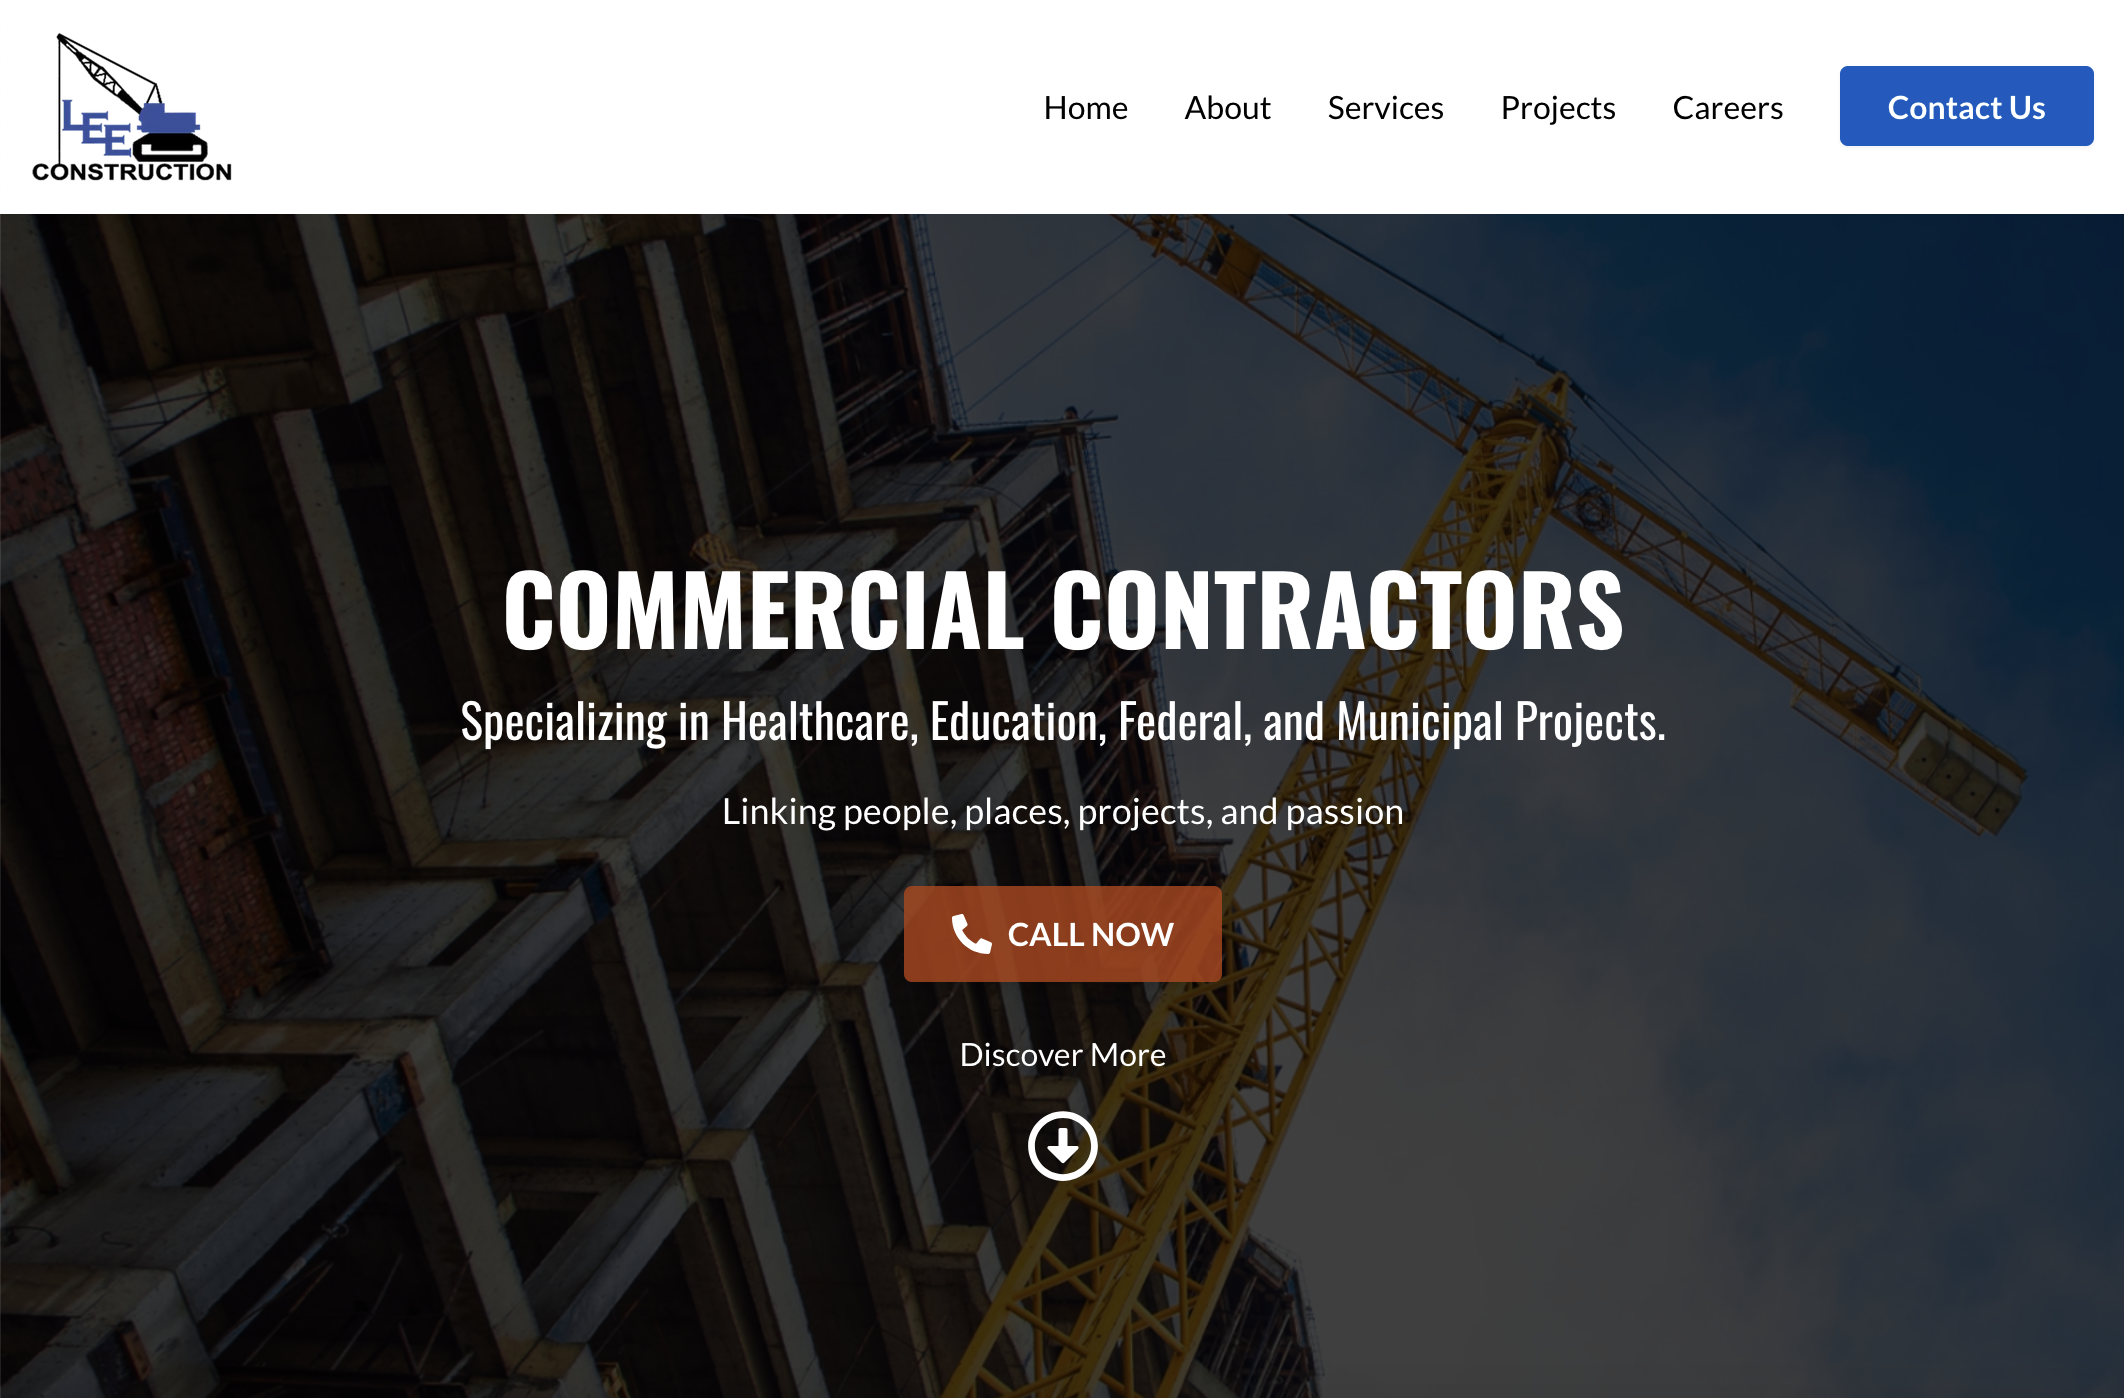 LEE
CONSTRUCTION
Home
About
Services
Projects
Careers
Contact Us
COMMERCIAL CONTRACTORS
Specializing in Healthcare, Education, Federal, and Municipal Projects.
Linking people, places, projects, and passion
CALL NOW
Discover More